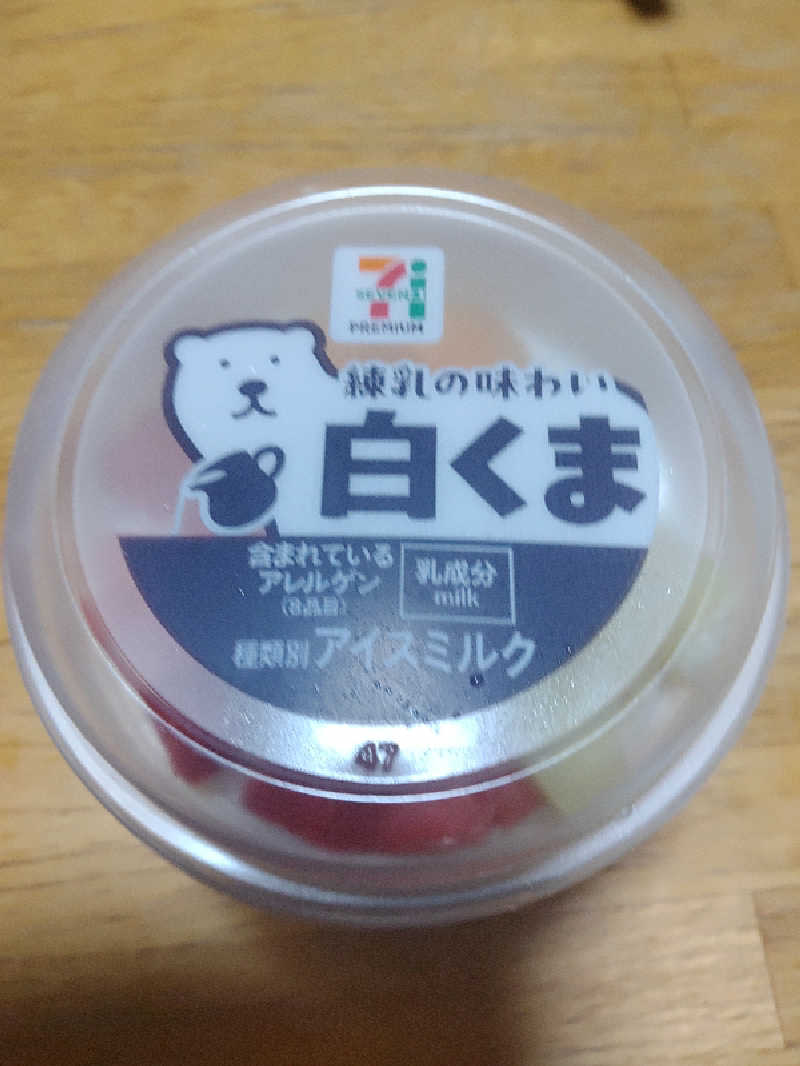 SEVEN&i
PREMIUM
練乳の味わい
白くま
含まれている
アレルゲン
(8品目)
乳成分
milk
種類別 アイスミルク
47